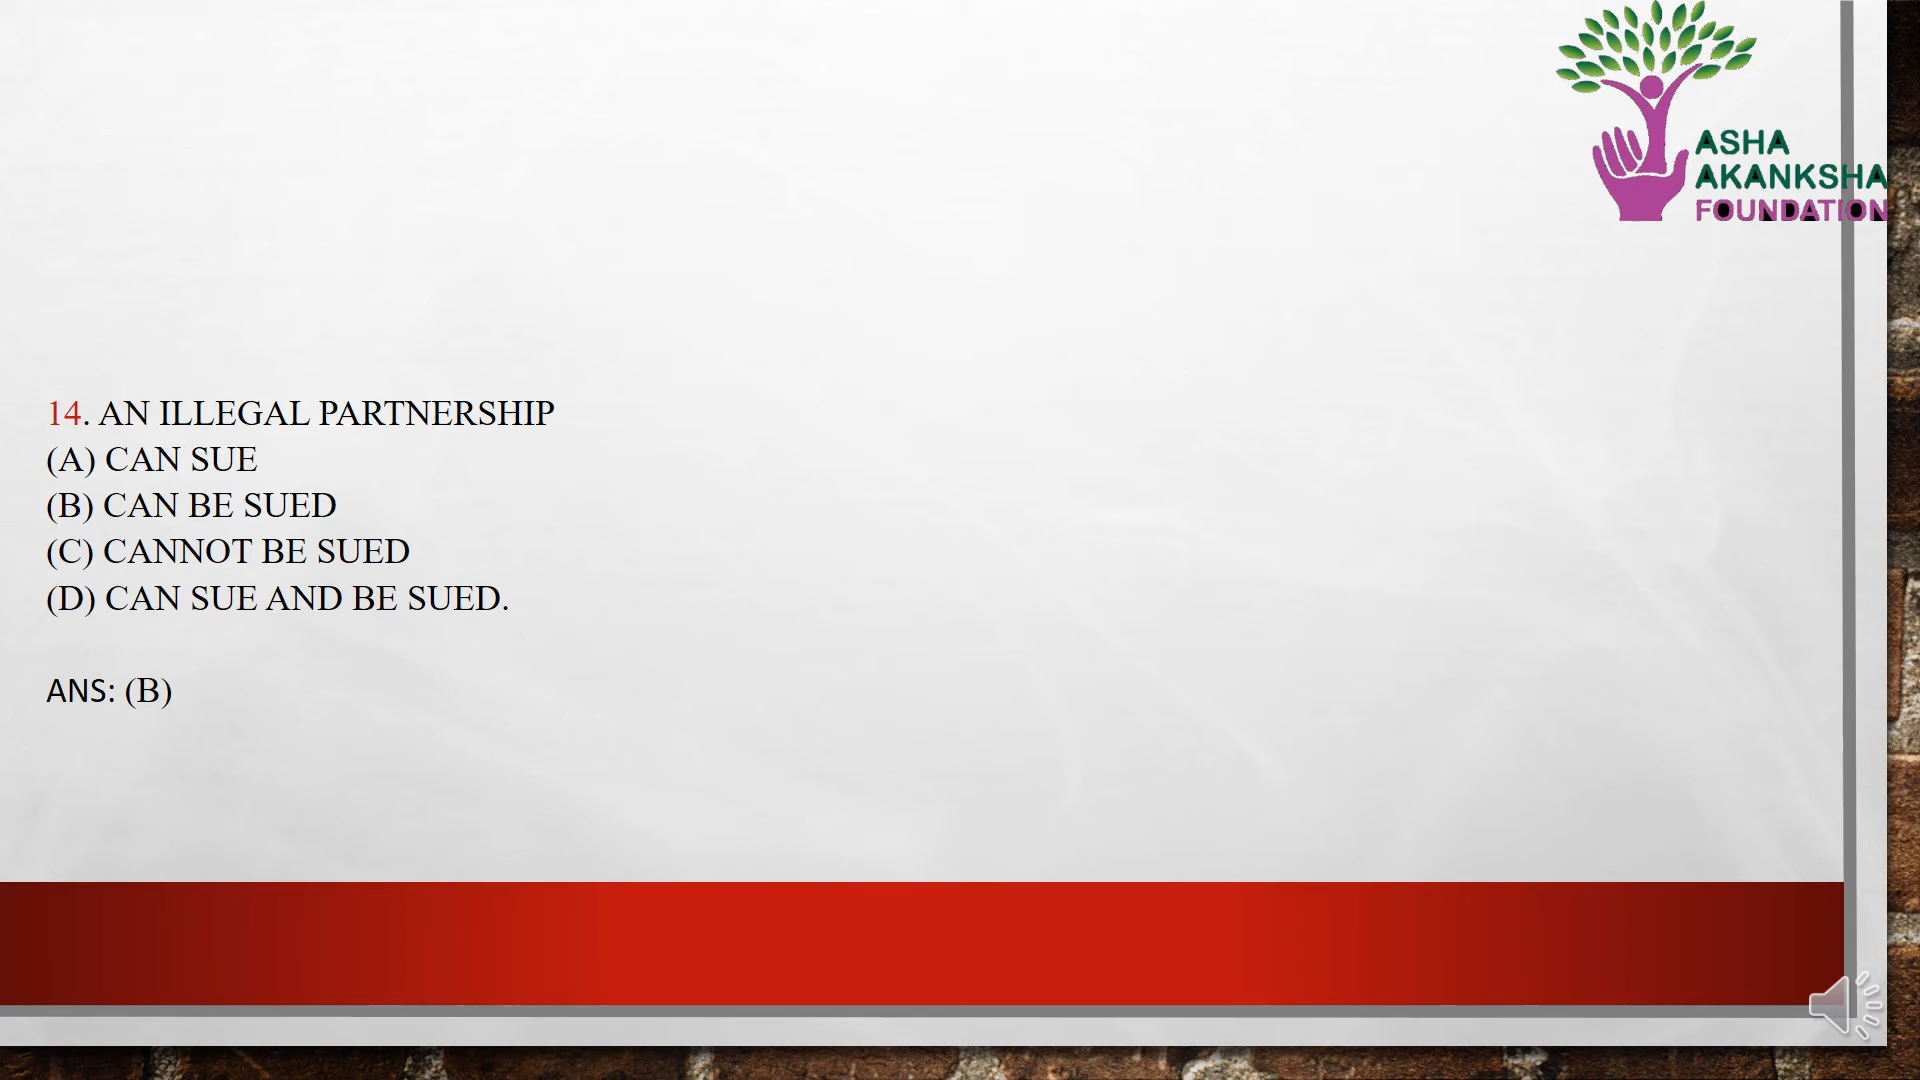 ASHA
AKANKSHA
FOUNDATION
14. AN ILLEGAL PARTNERSHIP
(A) CAN SUE
(B) CAN BE SUED
(C) CANNOT BE SUED
(D) CAN SUE AND BE SUED.
ANS: (B)